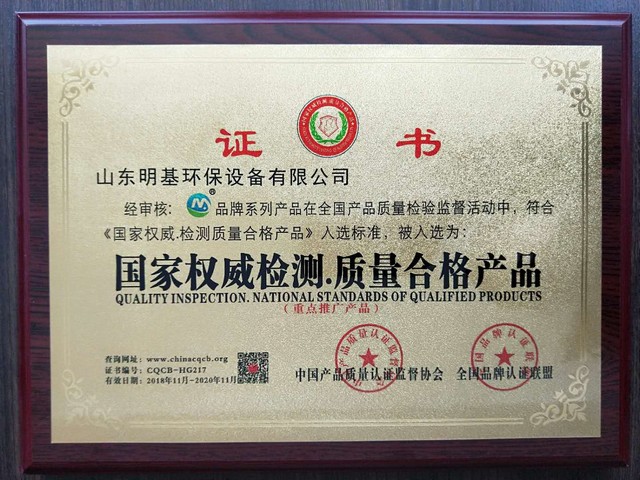 证 书
山东明基环保设备有限公司
经审核: M® 品牌系列产品在全国产品质量检验监督活动中，符合
《国家权威.检测质量合格产品》入选标准，被入选为:
国家权威检测.质量合格产品
QUALITY INSPECTION. NATIONAL STANDARDS OF QUALIFIED PRODUCTS
(重点推广产品)
查询网址: www.chinacqcb.org
证书编号: CQCB-HG217
有效日期: 2018年11月-2020年11月
中国产品质量认证监督协会 全国品牌认证联盟